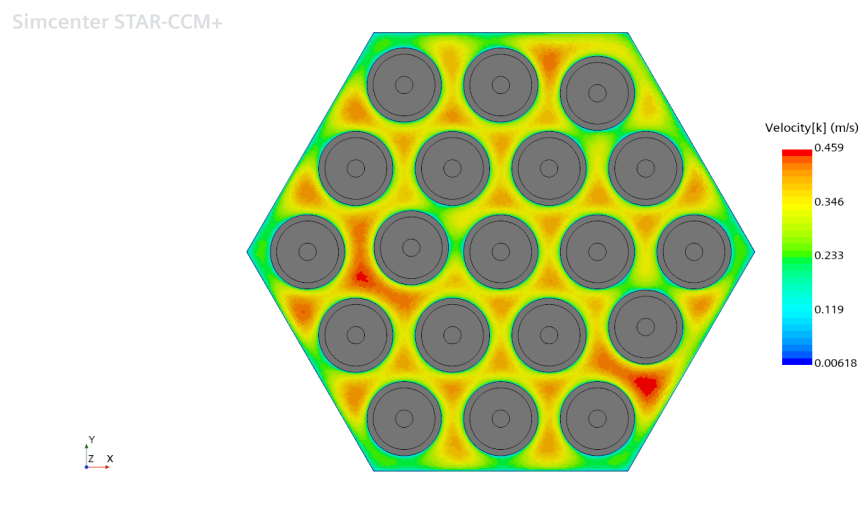 Simcenter STAR-CCM+
Velocity[k] (m/s)
0.459
0.346
0.233
0.119
0.00618
Y
Z X